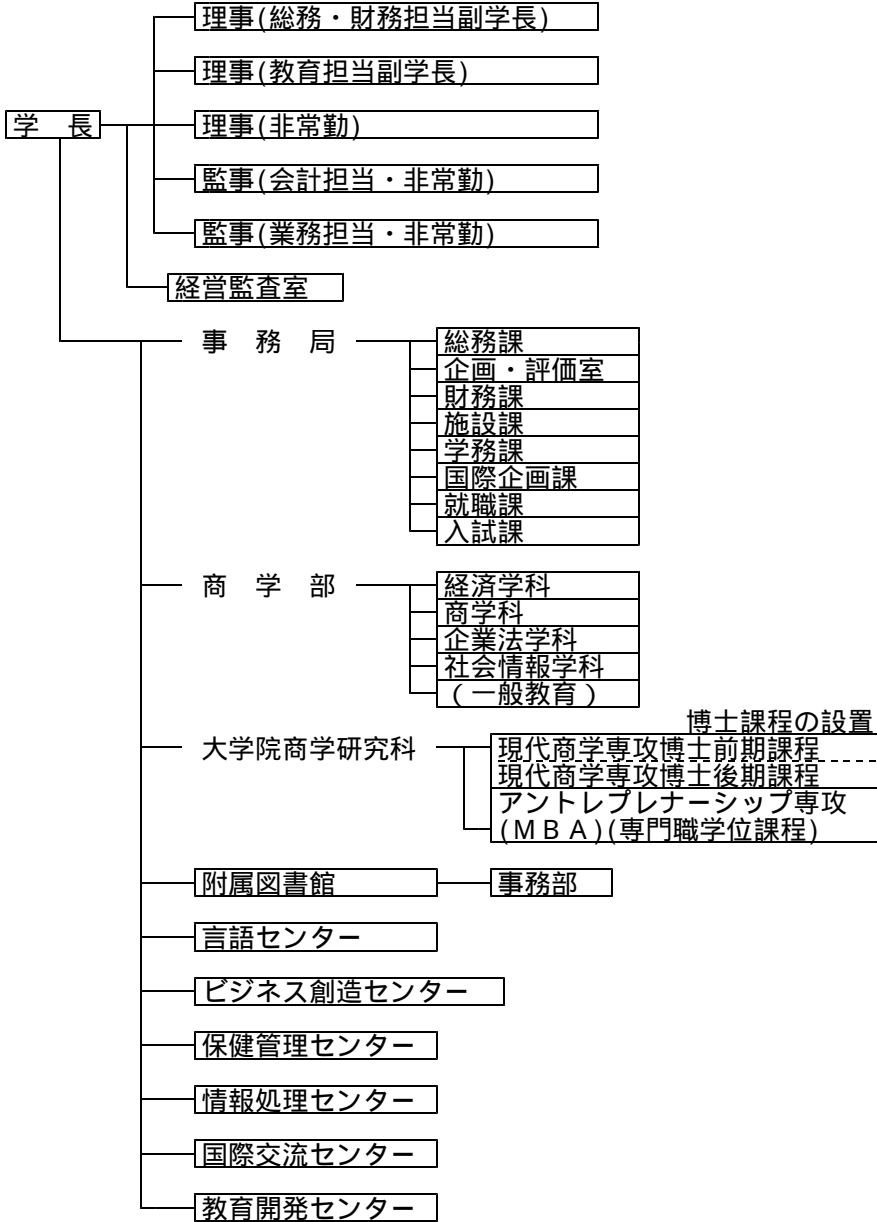 理事(総務・財務担当副学長)
理事(教育担当副学長)
学　長
理事(非常勤)
監事(会計担当・非常勤)
監事(業務担当・非常勤)
経営監査室
事　務　局
総務課
企画・評価室
財務課
施設課
学務課
国際企画課
就職課
入試課
商　学　部
経済学科
商学科
企業法学科
社会情報学科
（一般教育）
博士課程の設置
大学院商学研究科
現代商学専攻博士前期課程
現代商学専攻博士後期課程
アントレプレナーシップ専攻
(ＭＢＡ)(専門職学位課程)
附属図書館
事務部
言語センター
ビジネス創造センター
保健管理センター
情報処理センター
国際交流センター
教育開発センター